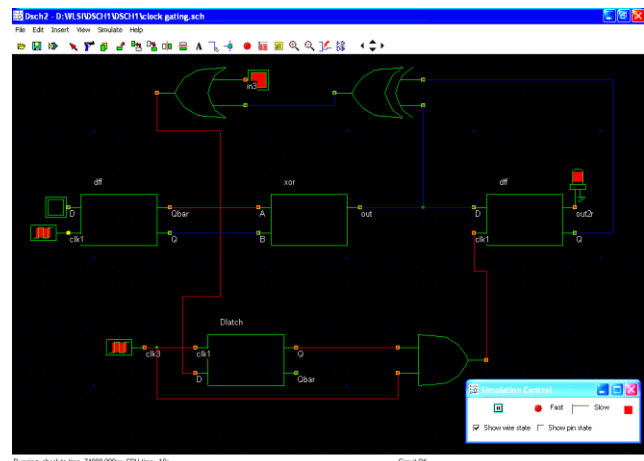 Dsch2 - D:\WLSI\DSCH1\DSCH1\clock gating.sch
File Edit Insert View Simulate Help
A
in3
dff
xor
dff
D
Qbar
A
out
D
out2r
clk1
Q
B
clk1
Q
Dlatch
clk3
clk1
Q
D
Qbar
Simulation Control
Fast
Slow
Show wire state
Show pin state